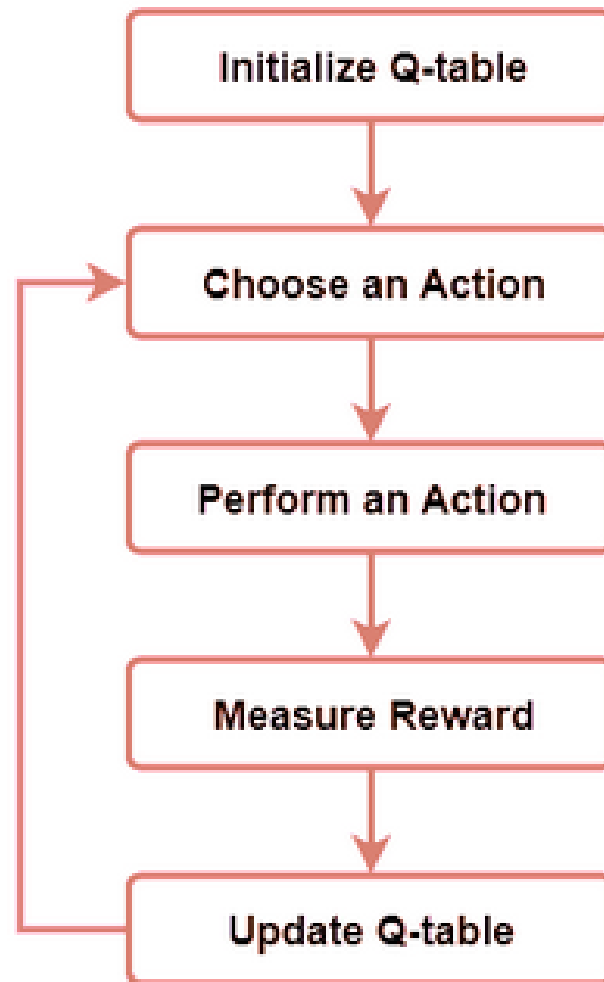 Initialize Q-table
Choose an Action
Perform an Action
Measure Reward
Update Q-table